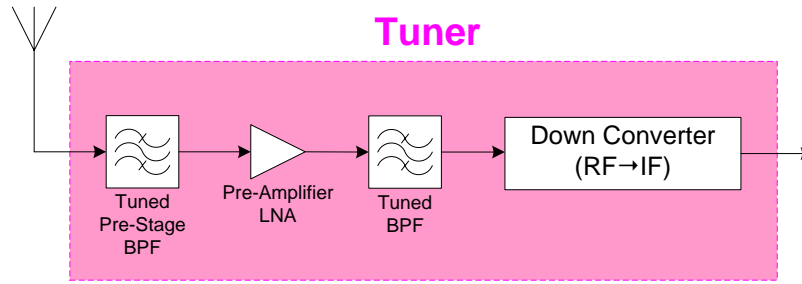 Tuner
Tuned
Pre-Stage
BPF
Pre-Amplifier
LNA
Tuned
BPF
Down Converter
(RF→IF)